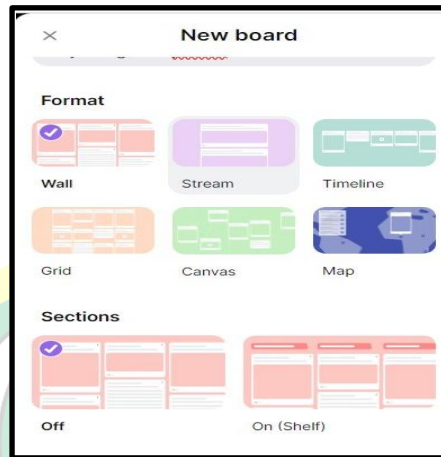 New board
Format
Wall
Stream
Timeline
Grid
Canvas
Map
Sections
Off
On (Shelf)